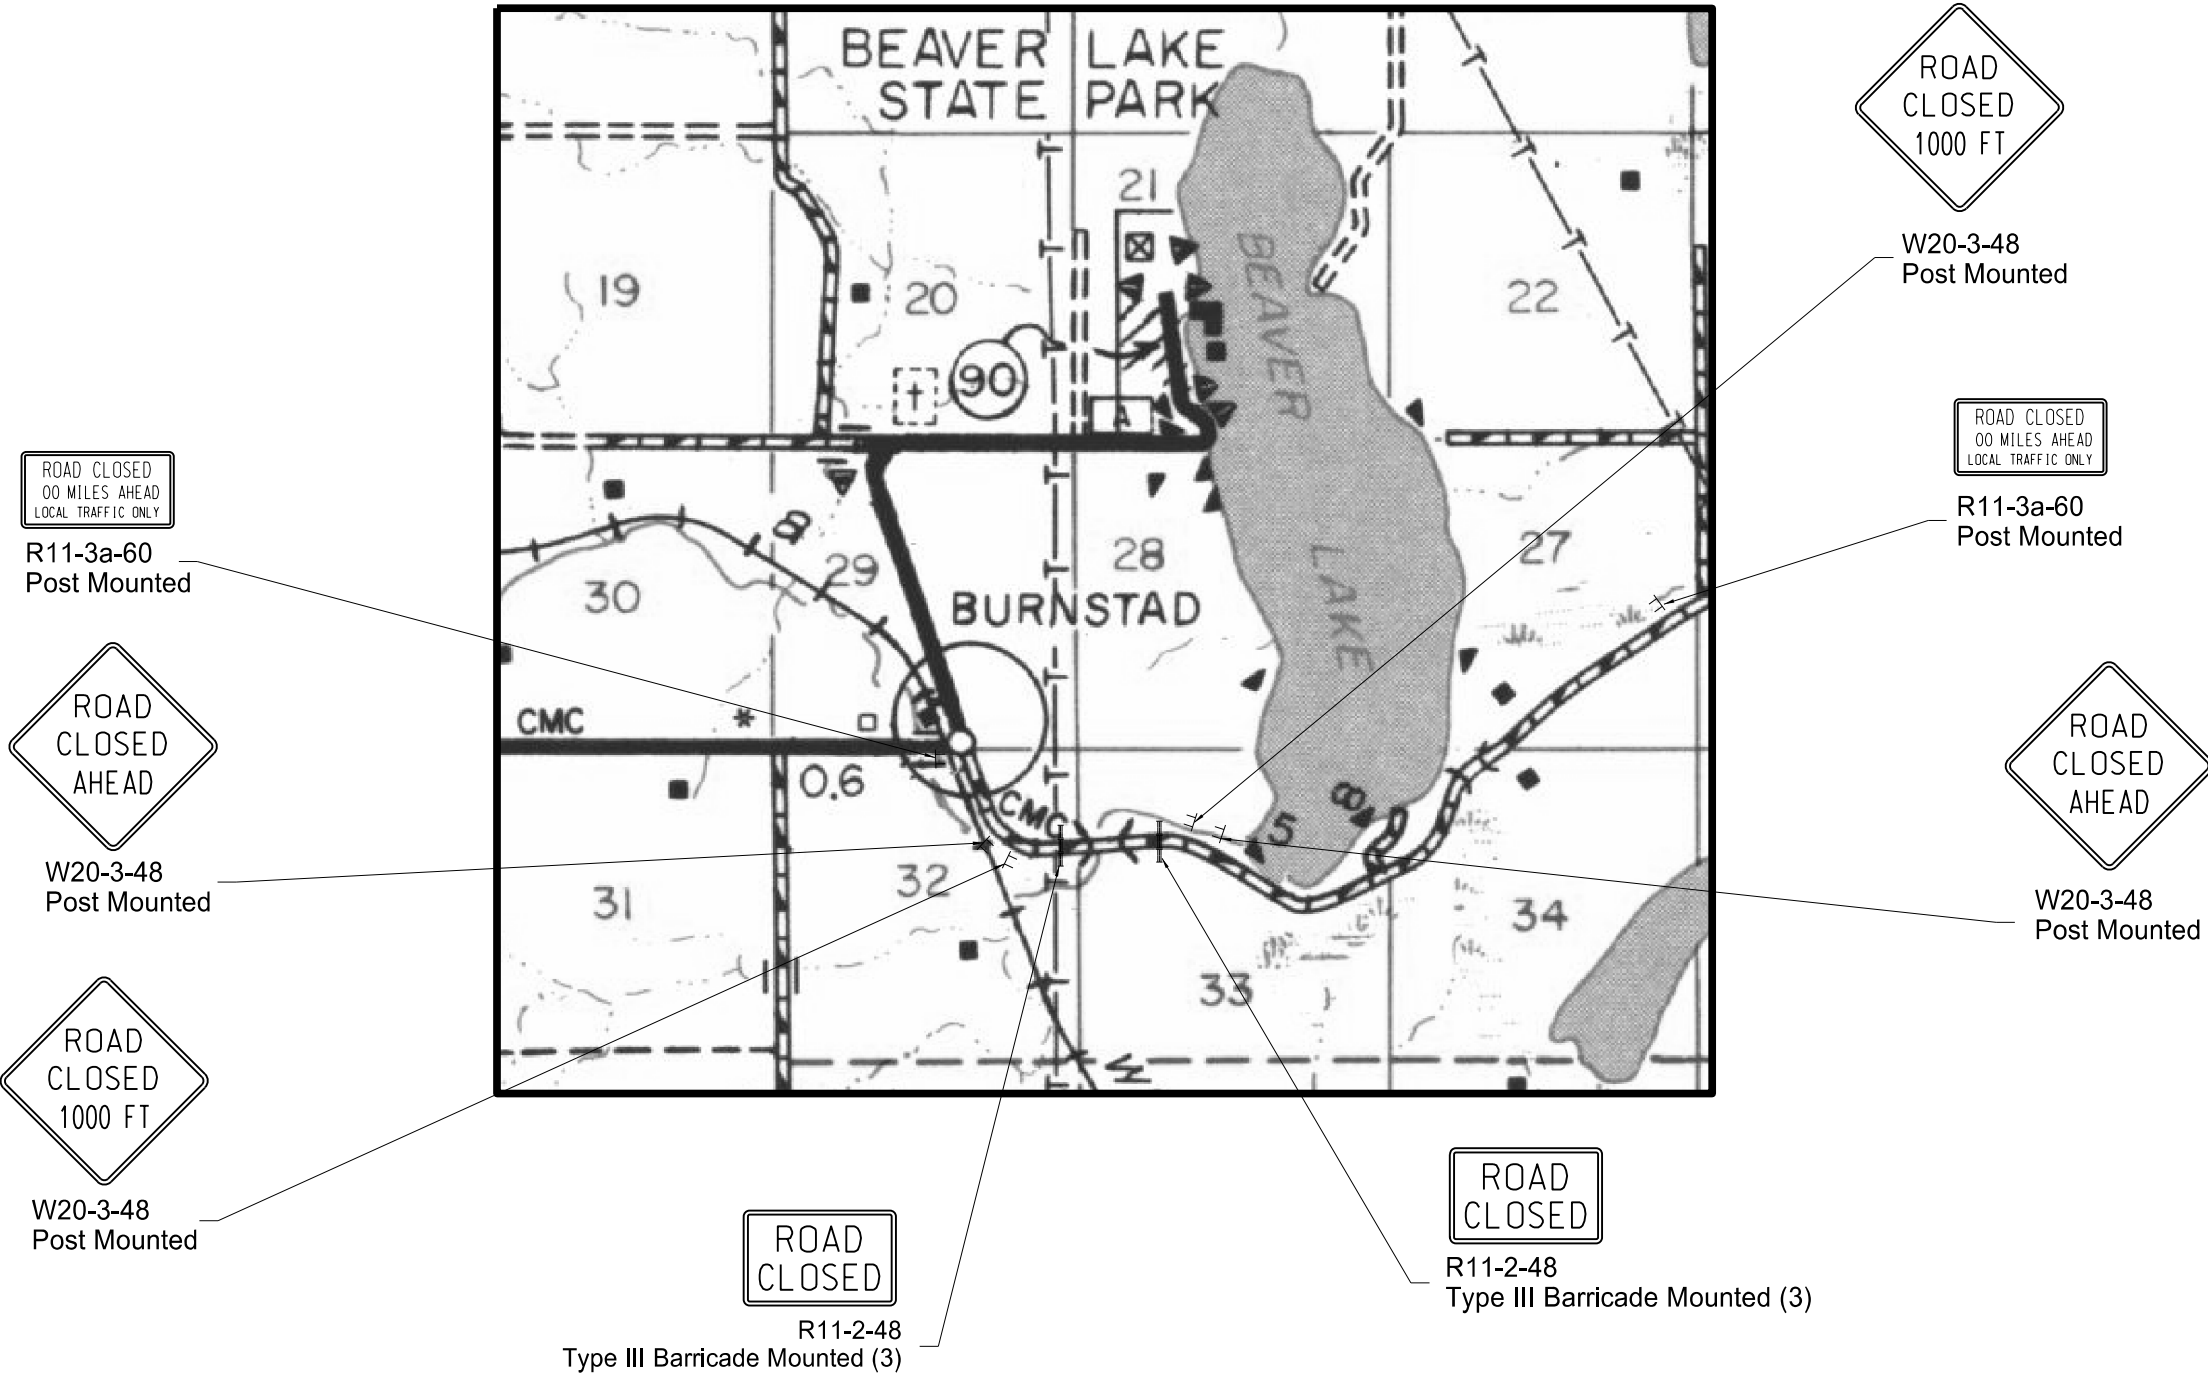 BEAVER LAKE
STATE PARK
19
20
21
22
90
A
BEAVER LAKE
8
30
29
28
27
BURNSTAD
CMC
*
0.6
CMC
5
8
31
32
33
34
ROAD CLOSED
00 MILES AHEAD
LOCAL TRAFFIC ONLY
R11-3a-60
Post Mounted
ROAD
CLOSED
AHEAD
W20-3-48
Post Mounted
ROAD
CLOSED
1000 FT
W20-3-48
Post Mounted
ROAD
CLOSED
R11-2-48
Type III Barricade Mounted (3)
ROAD
CLOSED
R11-2-48
Type III Barricade Mounted (3)
ROAD
CLOSED
1000 FT
W20-3-48
Post Mounted
ROAD CLOSED
00 MILES AHEAD
LOCAL TRAFFIC ONLY
R11-3a-60
Post Mounted
ROAD
CLOSED
AHEAD
W20-3-48
Post Mounted